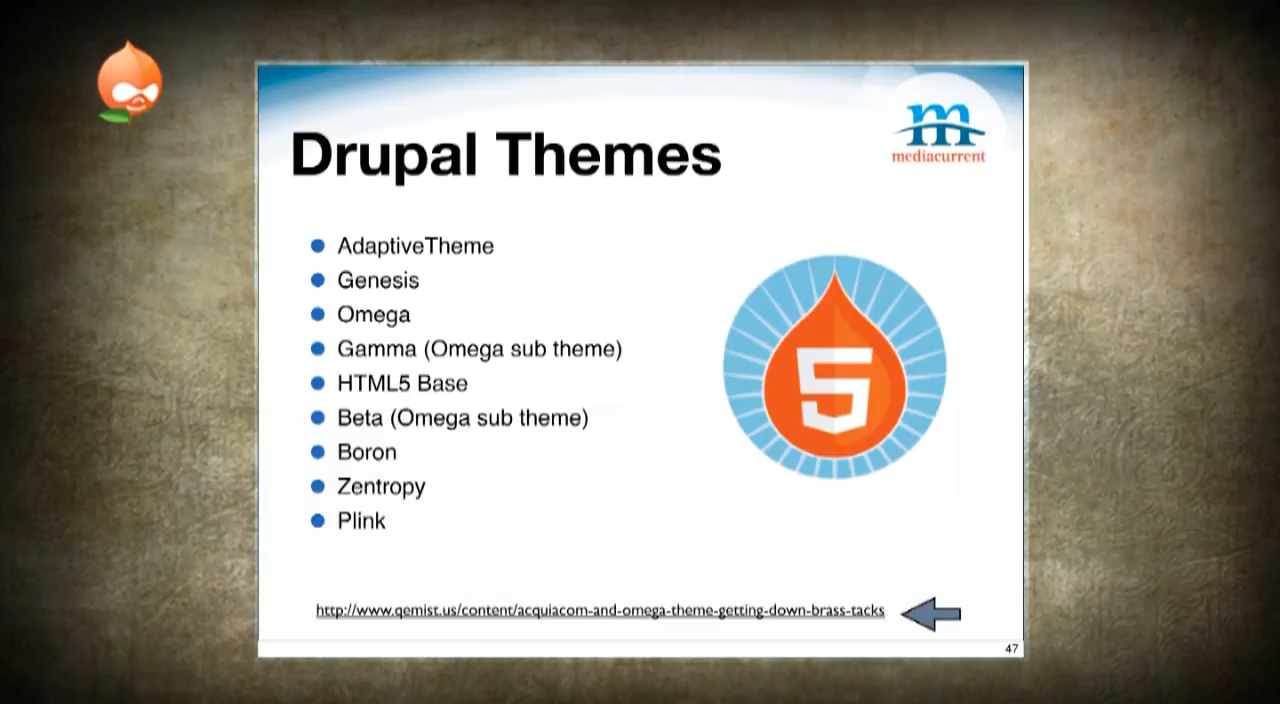 Drupal Themes
mediacurrent
AdaptiveTheme
Genesis
Omega
Gamma (Omega sub theme)
HTML5 Base
Beta (Omega sub theme)
Boron
Zentropy
Plink
5
http://www.qemist.us/content/acquiacom-and-omega-theme-getting-down-brass-tacks
47